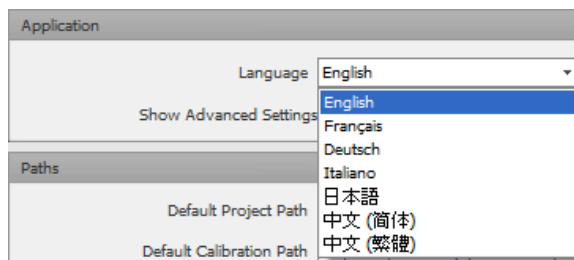 Application
Language English
English
Show Advanced Settings
Français
Deutsch
Paths
Italiano
日本語
Default Project Path
中文 (简体)
中文 (繁體)
Default Calibration Path